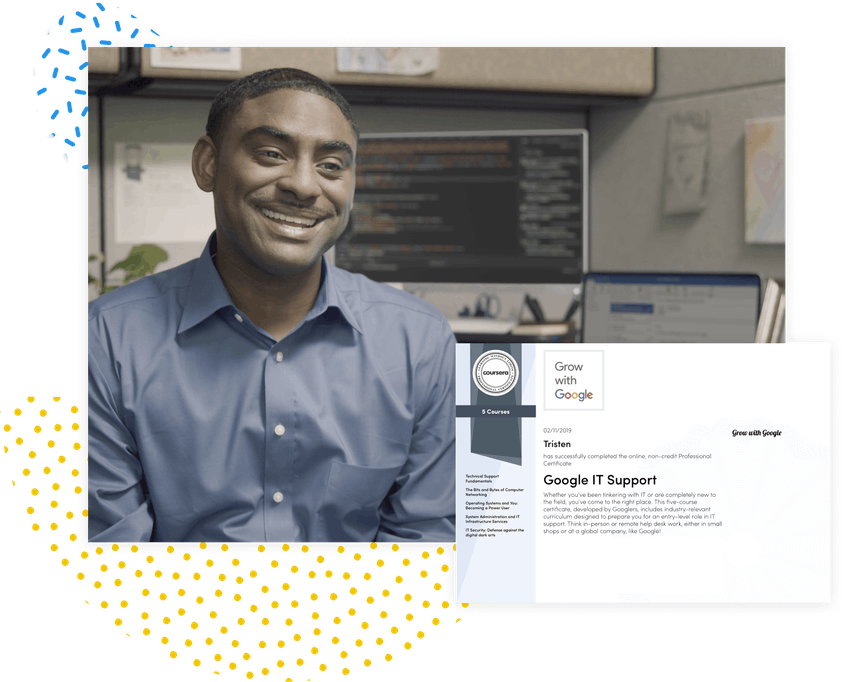 coursera
5 Courses
Technical Support
Fundamentals
The Bits and Bytes of Computer
Networking
Operating Systems and You:
Becoming a Power User
System Administration and IT
Infrastructure Services
IT Security: Defense against the
digital dark arts
Grow
with
Google
02/11/2019
Tristen
has successfully completed the online, non-credit Professional
Certificate
Google IT Support
Whether you've been tinkering with IT or are completely new to
the field, you've come to the right place. This five-course
certificate, developed by Googlers, includes industry-relevant
curriculum designed to prepare you for an entry-level role in IT
support. Think in-person or remote help desk work, either in small
shops or at a global company, like Google!
Grow with Google